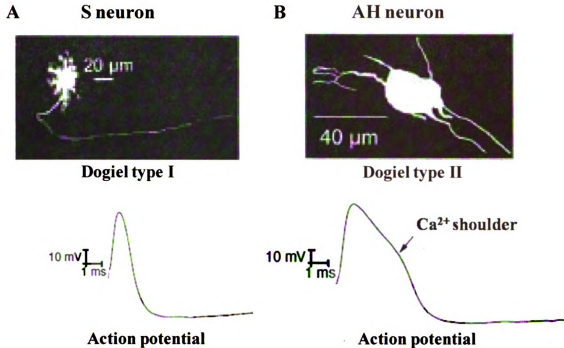 A
S neuron
20 µm
Dogiel type I
10 mV
1 ms
Action potential
B
AH neuron
40 µm
Dogiel type II
Ca²⁺ shoulder
10 mV
1 ms
Action potential